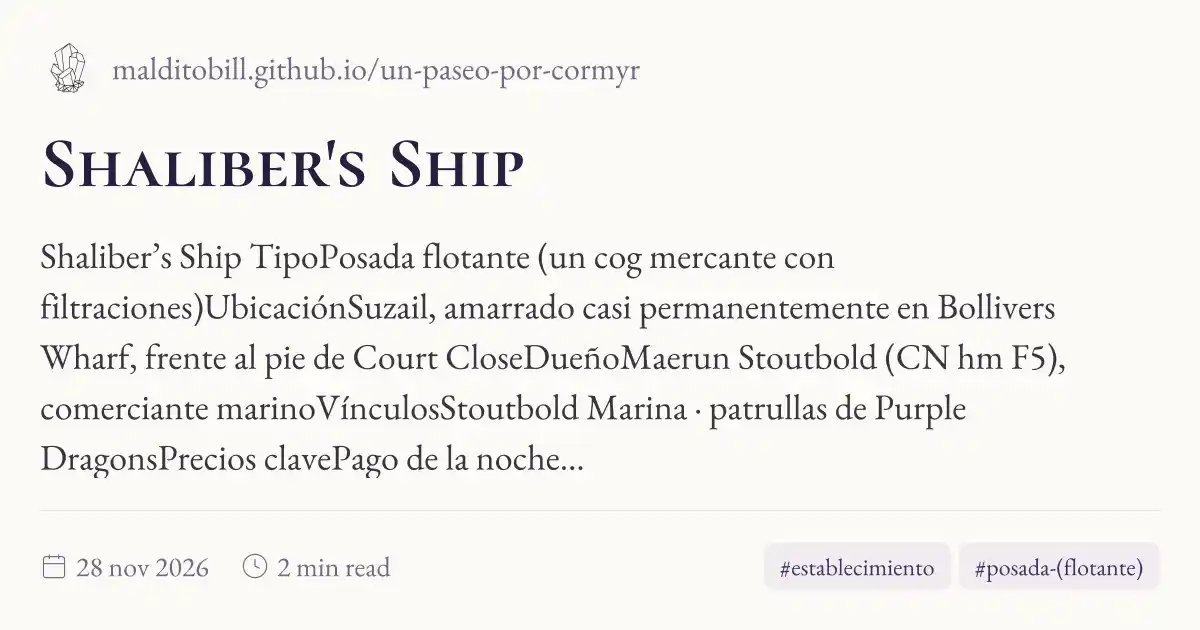 malditobill.github.io/un-paseo-por-cormyr
Shaliber's Ship
Shaliber’s Ship TipoPosada flotante (un cog mercante con
filtraciones)UbicaciónSuzail, amarrado casi permanentemente en Bollivers
Wharf, frente al pie de Court CloseDueñoMaerun Stoutbold (CN hm F5),
comerciante marinoVínculosStoutbold Marina · patrullas de Purple
DragonsPrecios clavePago de la noche...
28 nov 2026
2 min read
#establecimiento
#posada-(flotante)